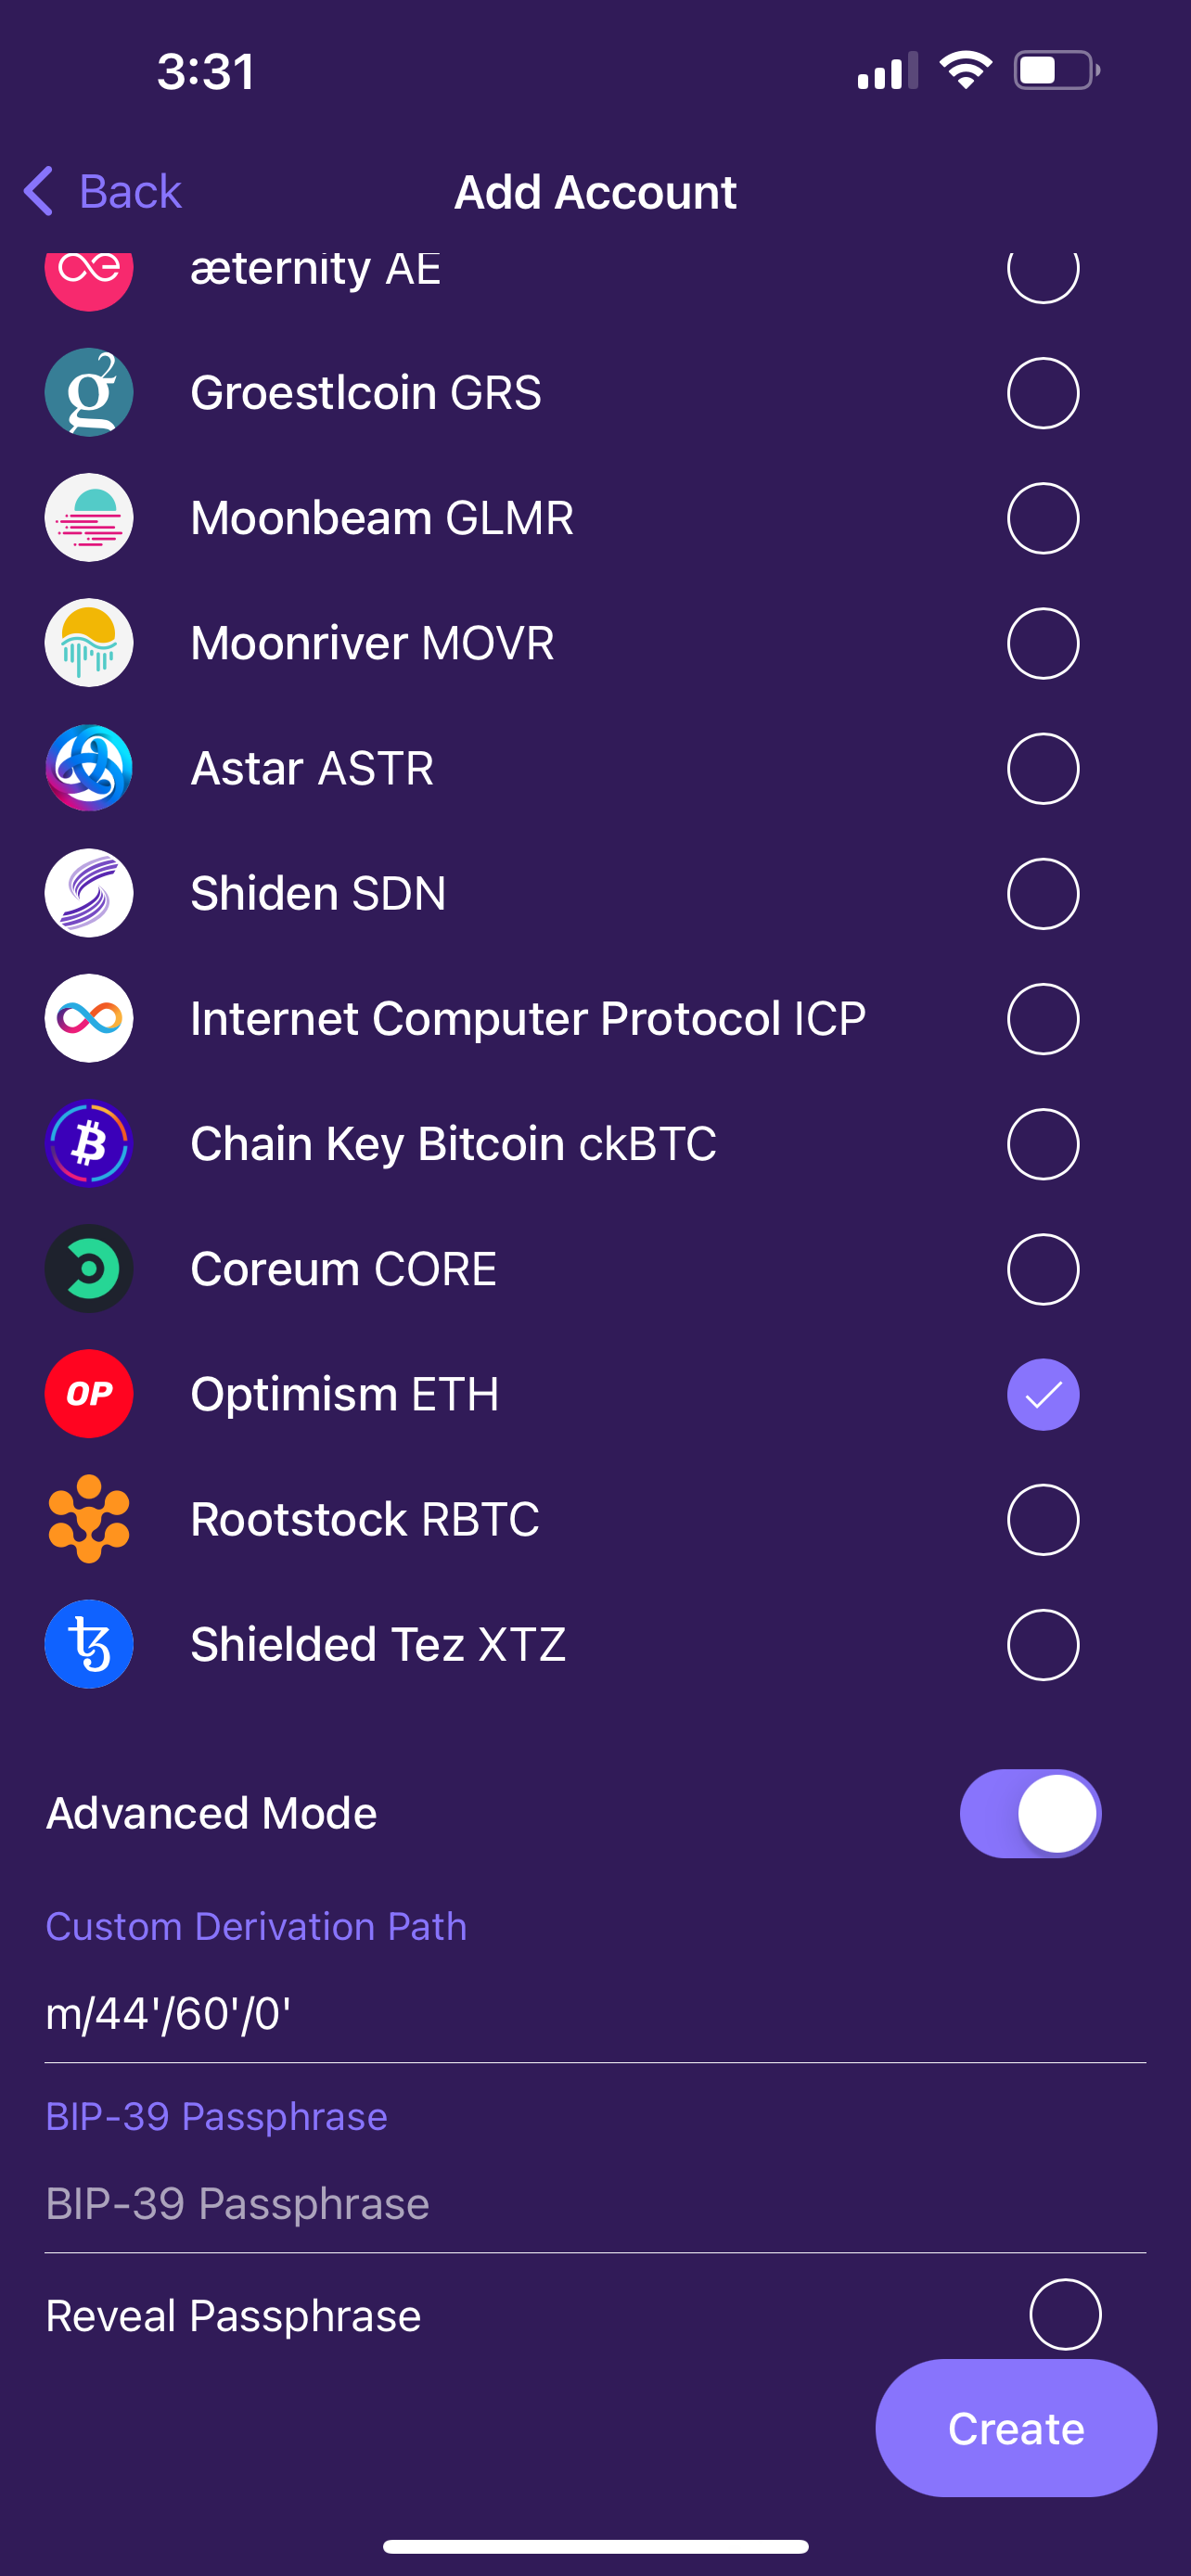 3:31
Back
Add Account
æternity AE
g2
Groestlcoin GRS
Moonbeam GLMR
Moonriver MOVR
Astar ASTR
Shiden SDN
Internet Computer Protocol ICP
Chain Key Bitcoin ckBTC
Coreum CORE
OP
Optimism ETH
Rootstock RBTC
Shielded Tez XTZ
Advanced Mode
Custom Derivation Path
m/44'/60'/0'
BIP-39 Passphrase
BIP-39 Passphrase
Reveal Passphrase
Create